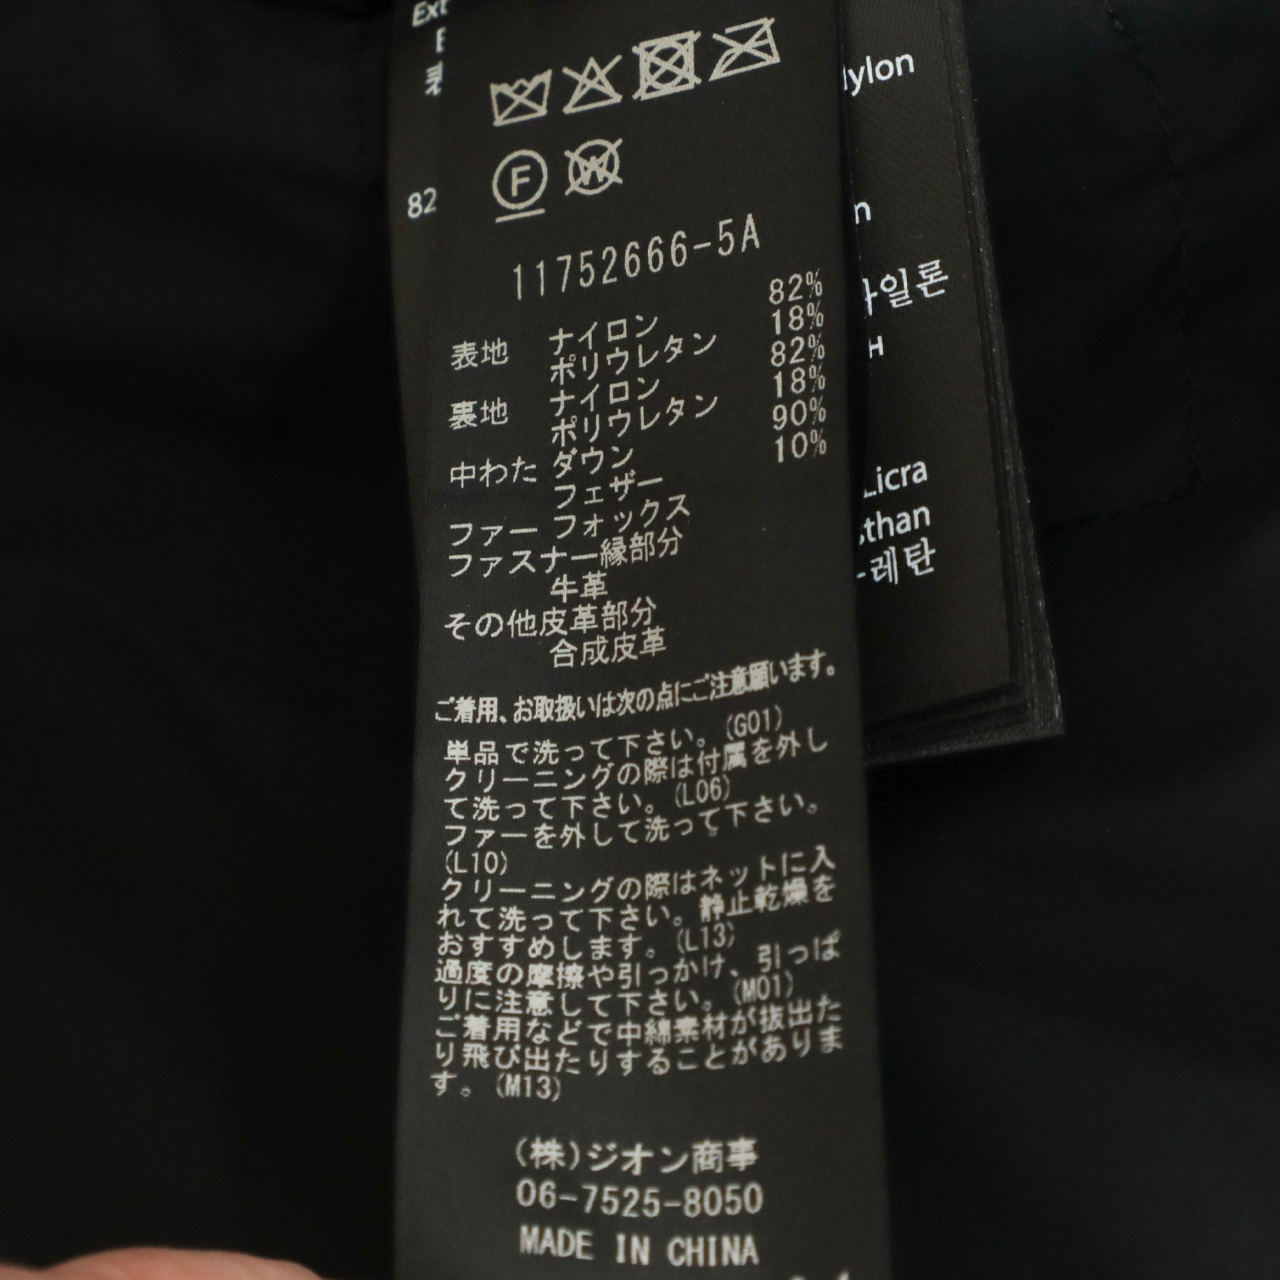 82
F
W
11752666-5A
表地 ナイロン 82%
ポリウレタン 18%
裏地 ナイロン 82%
ポリウレタン 18%
中わた ダウン 90%
フェザー 10%
ファー フォックス
ファスナー縁部分
牛革
その他皮革部分
合成皮革
ご着用、お取扱いは次の点にご注意願います。
単品で洗って下さい。(G01)
クリーニングの際は付属を外し
て洗って下さい。(L06)
ファーを外して洗って下さい。
(L10)
クリーニングの際はネットに入
れて洗って下さい。静止乾燥を
おすすめします。(L13)
過度の摩擦や引っかけ、引っぱ
りに注意して下さい。(M01)
ご着用などで中綿素材が抜出た
り飛び出たりすることがありま
す。(M13)
(株)ジオン商事
06-7525-8050
MADE IN CHINA
ylon
n
일론
H
Licra
sthan
레탄